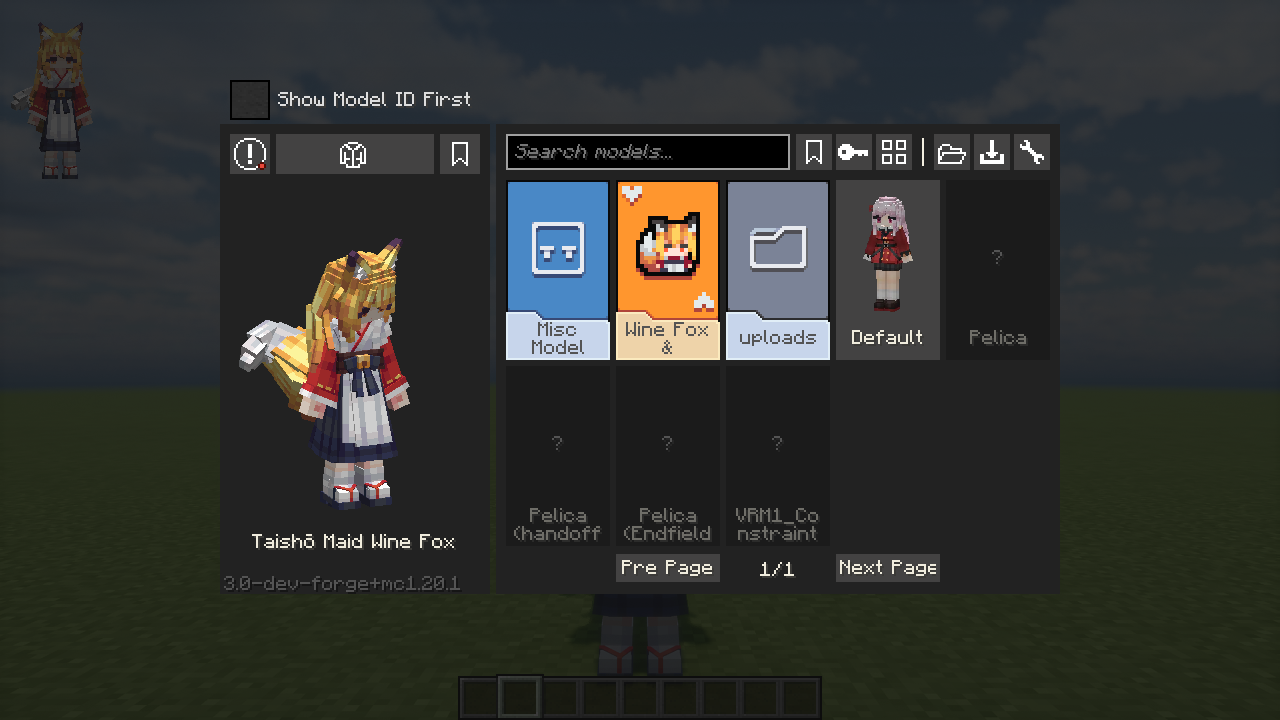 Show Model ID First
Search models...
Misc
Model
Wine Fox
&
uploads
Default
?
Pelica
?
Pelica
(handoff
?
Pelica
(Endfield
?
VRM1_Co
nstraint
Taishō Maid Wine Fox
3.0-dev-forge+mc1.20.1
Pre Page
1/1
Next Page